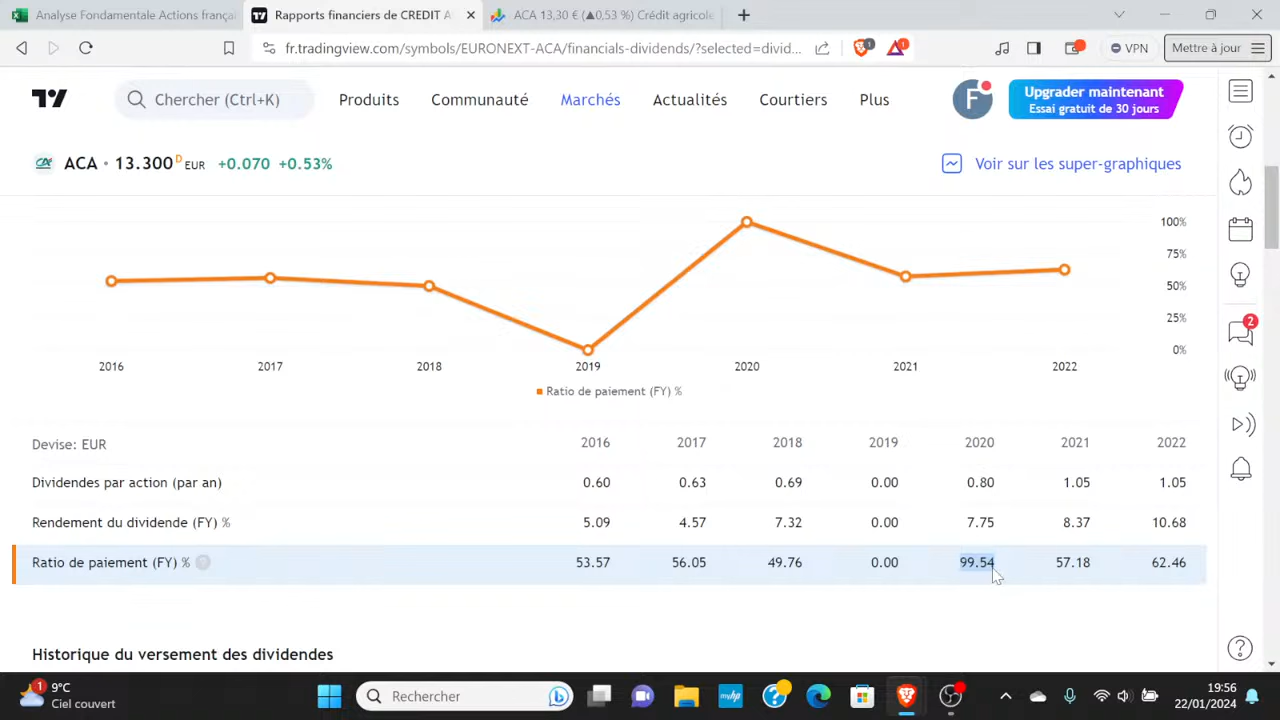 Analyse Fondamentale Actions françai
Rapports financiers de CREDIT A
ACA 13,30 € (▲0,53 %) Crédit agricole
fr.tradingview.com/symbols/EURONEXT-ACA/financials-dividends/?selected=divid...
1
1
VPN
Mettre à jour
Chercher (Ctrl+K)
Produits
Communauté
Marchés
Actualités
Courtiers
Plus
F
Upgrader maintenant
Essai gratuit de 30 jours
ACA • 13.300 D EUR +0.070 +0.53%
Voir sur les super-graphiques
100%
75%
50%
25%
0%
2016 2017 2018 2019 2020 2021 2022
Ratio de paiement (FY) %
2
Devise: EUR 2016 2017 2018 2019 2020 2021 2022
Dividendes par action (par an) 0.60 0.63 0.69 0.00 0.80 1.05 1.05
Rendement du dividende (FY) % 5.09 4.57 7.32 0.00 7.75 8.37 10.68
Ratio de paiement (FY) % ? 53.57 56.05 49.76 0.00 99.54 57.18 62.46
Historique du versement des dividendes
1
9°C
Ciel couvert
Rechercher
myhp
19:56
22/01/2024